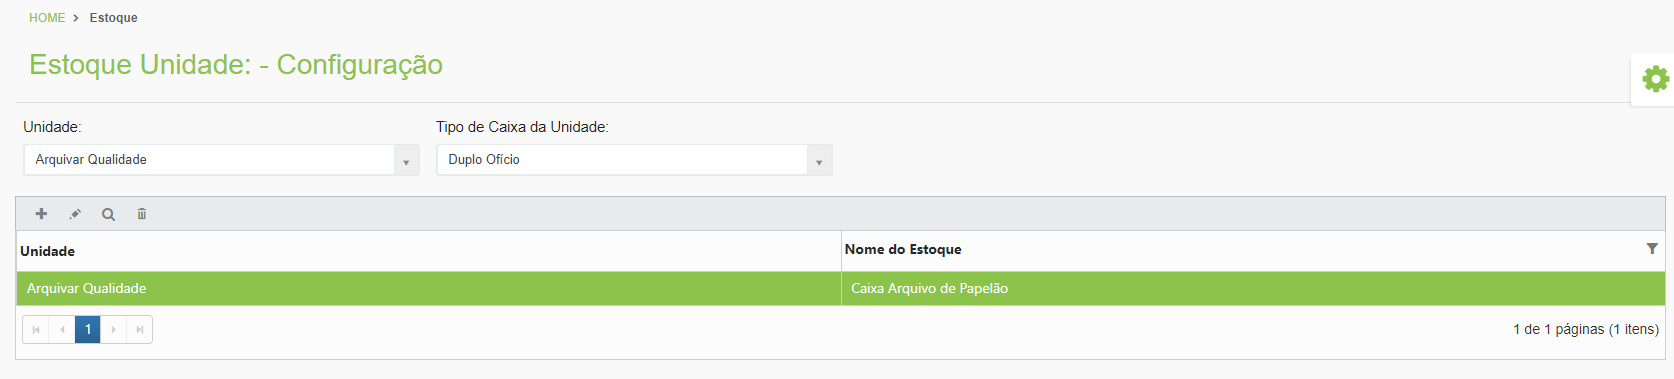 HOME > Estoque
Estoque Unidade: - Configuração
Unidade: Tipo de Caixa da Unidade:
Arquivar Qualidade Duplo Ofício
Unidade Nome do Estoque
Arquivar Qualidade Caixa Arquivo de Papelão
1 1 de 1 páginas (1 itens)